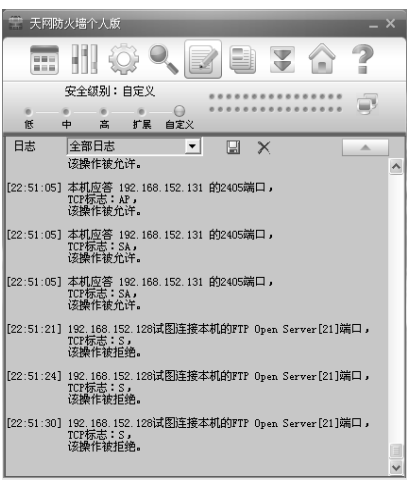 天网防火墙个人版
安全级别：自定义
低 中 高 扩展 自定义
日志 全部日志
该操作被允许。
[22:51:05] 本机应答 192.168.152.131 的2405端口，
TCP标志：AP，
该操作被允许。
[22:51:05] 本机应答 192.168.152.131 的2405端口，
TCP标志：SA，
该操作被允许。
[22:51:05] 本机应答 192.168.152.131 的2405端口，
TCP标志：SA，
该操作被允许。
[22:51:21] 192.168.152.128试图连接本机的FTP Open Server[21]端口，
TCP标志：S，
该操作被拒绝。
[22:51:24] 192.168.152.128试图连接本机的FTP Open Server[21]端口，
TCP标志：S，
该操作被拒绝。
[22:51:30] 192.168.152.128试图连接本机的FTP Open Server[21]端口，
TCP标志：S，
该操作被拒绝。